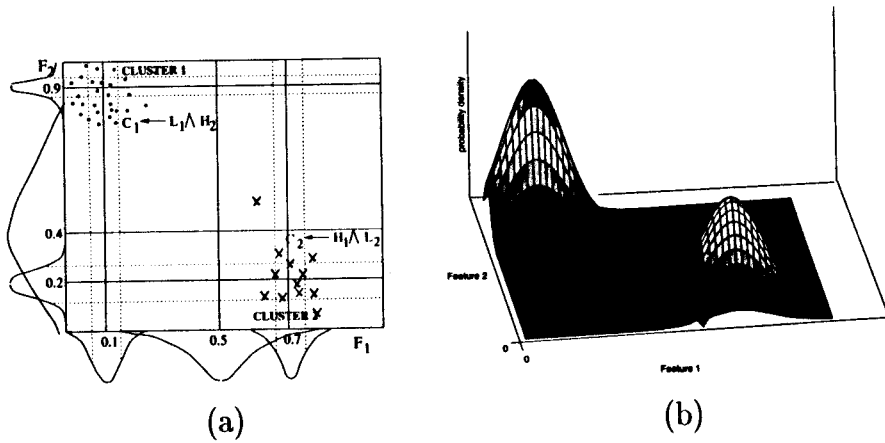 F2
CLUSTER 1
0.9
C1 L1 ⋀ H2
0.4
2 H1 ⋀ L2
0.2
CLUSTER
0.1
0.5
0.7
F1
(a)
probability density
Feature 2
0
0
Feature 1
(b)